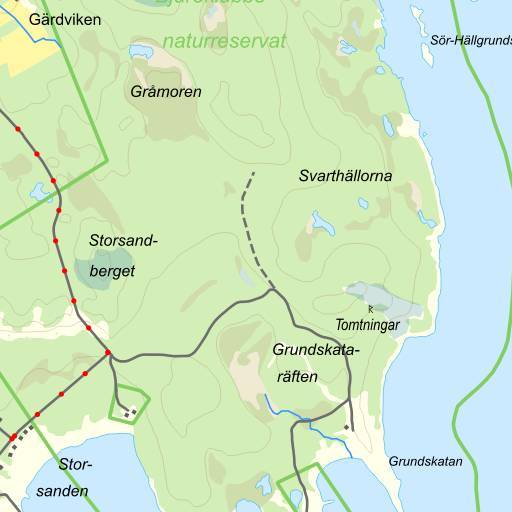 Gärdviken
naturreservat
Sör-Hällgrunds
Gråmoren
Svarthällorna
Storsand-
berget
ᚱ
Tomtningar
Grundskata-
räften
Grundskatan
Stor-
sanden